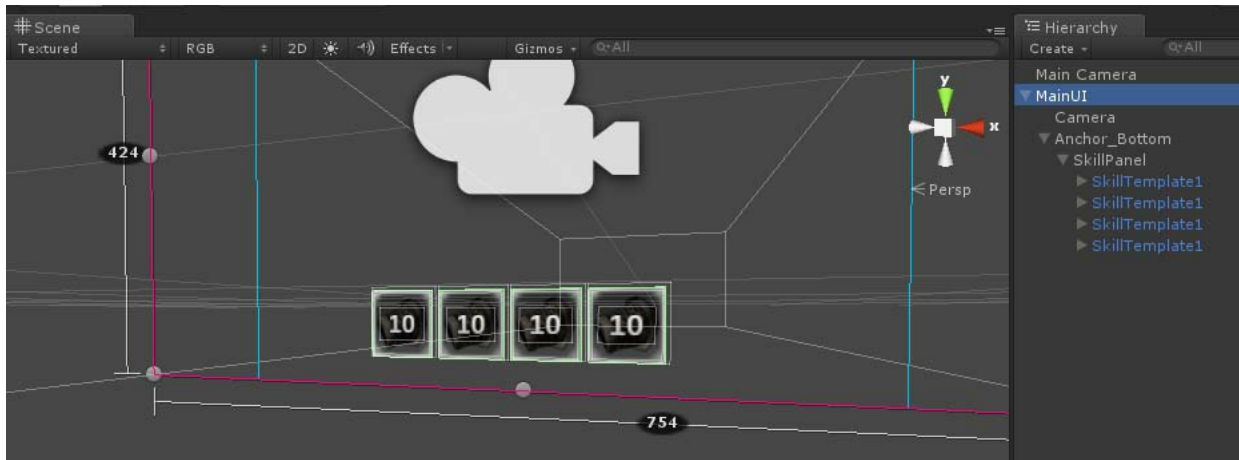 Scene
Textured RGB 2D Effects Gizmos All
424
10 10 10 10
754
y
x
Persp
Hierarchy
Create All
Main Camera
MainUI
Camera
Anchor_Bottom
SkillPanel
SkillTemplate1
SkillTemplate1
SkillTemplate1
SkillTemplate1